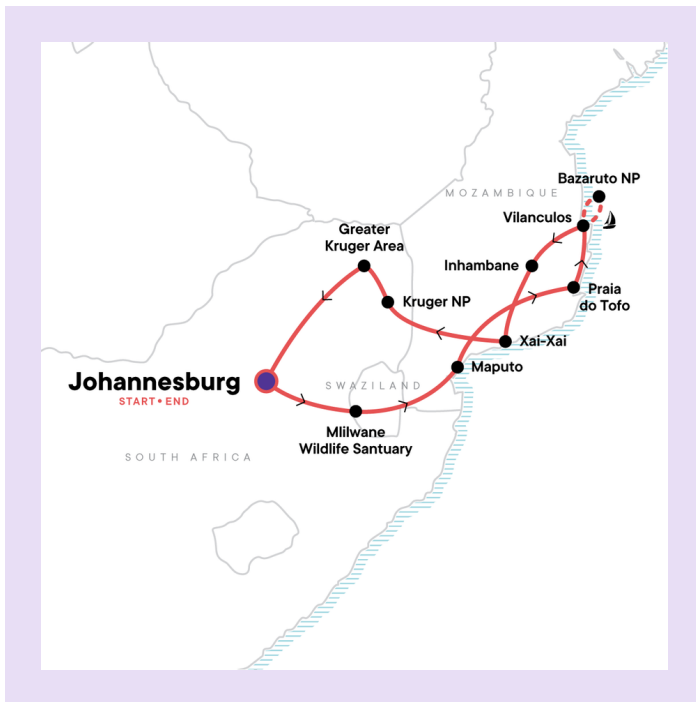 MOZAMBIQUE
Bazaruto NP
Vilanculos
Greater
Kruger Area
Inhambane
Kruger NP
Praia
do Tofo
Xai-Xai
Maputo
Johannesburg
START • END
SWAZILAND
Mlilwane
Wildlife Santuary
SOUTH AFRICA